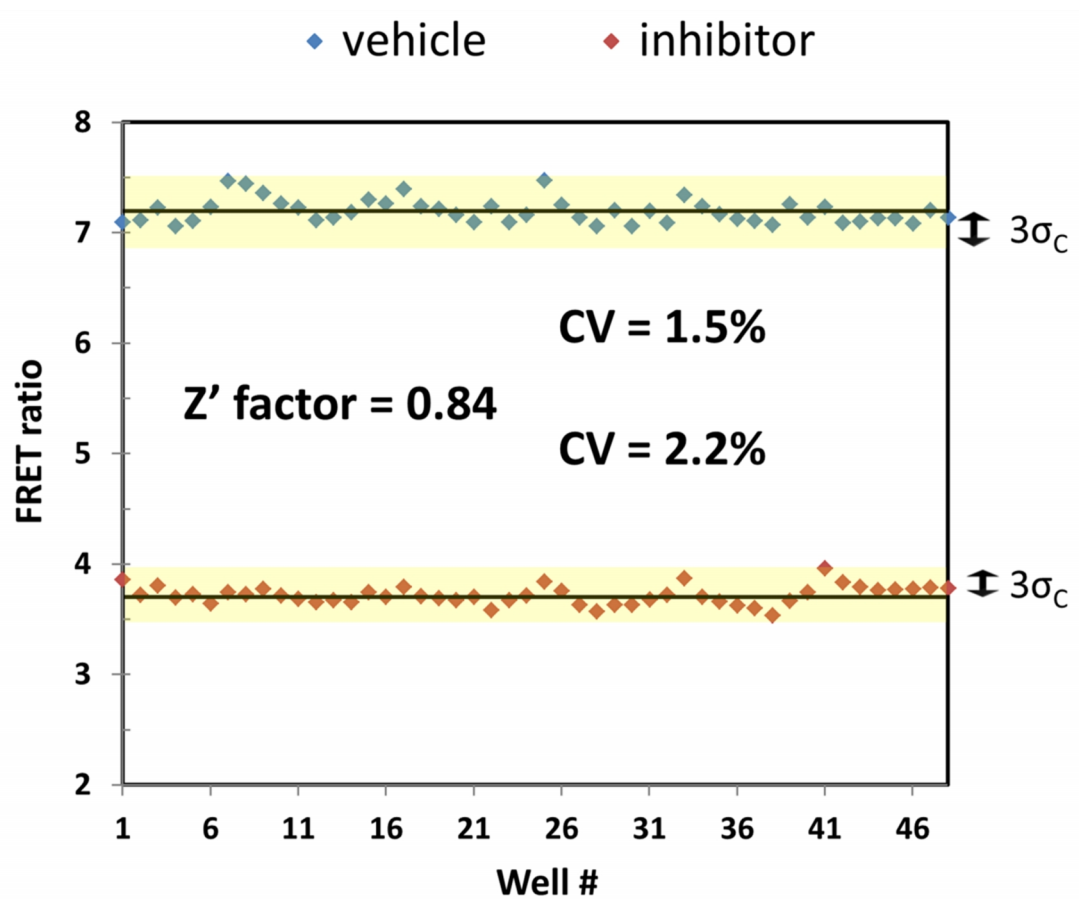 vehicle inhibitor
8
7
6
5
4
3
2
FRET ratio
3σC
CV = 1.5%
Z’ factor = 0.84
CV = 2.2%
3σC
1 6 11 16 21 26 31 36 41 46
Well #